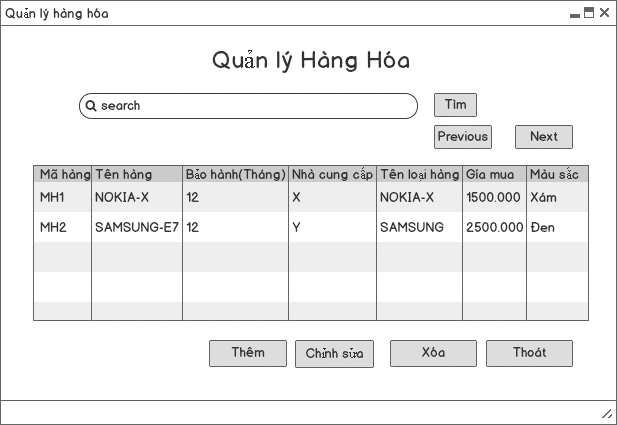 Quản lý hàng hóa
Quản lý Hàng Hóa
search Tìm
Previous Next
Mã hàng Tên hàng Bảo hành(Tháng) Nhà cung cấp Tên loại hàng Gía mua Màu sắc
MH1 NOKIA-X 12 X NOKIA-X 1500.000 Xám
MH2 SAMSUNG-E7 12 Y SAMSUNG 2500.000 Đen
Thêm Chỉnh sửa Xóa Thoát